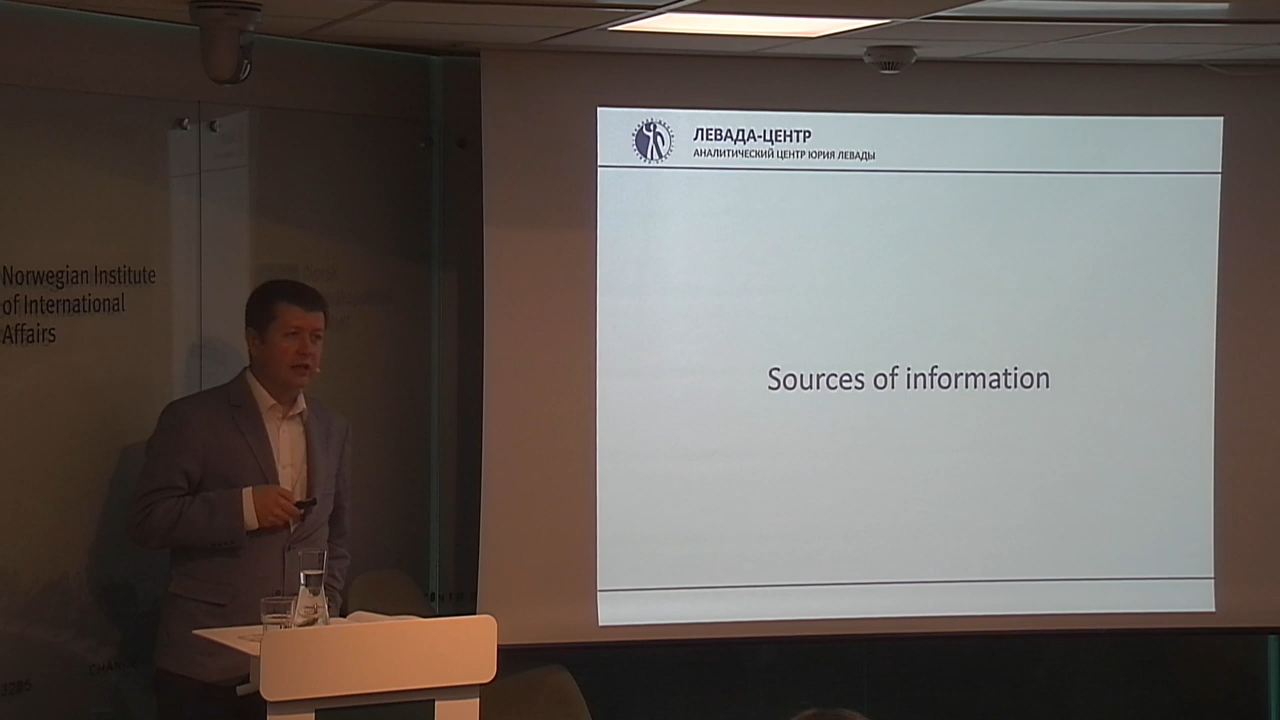 Norwegian Institute
of International
Affairs
ЛЕВАДА-ЦЕНТР
АНАЛИТИЧЕСКИЙ ЦЕНТР ЮРИЯ ЛЕВАДЫ
Sources of information